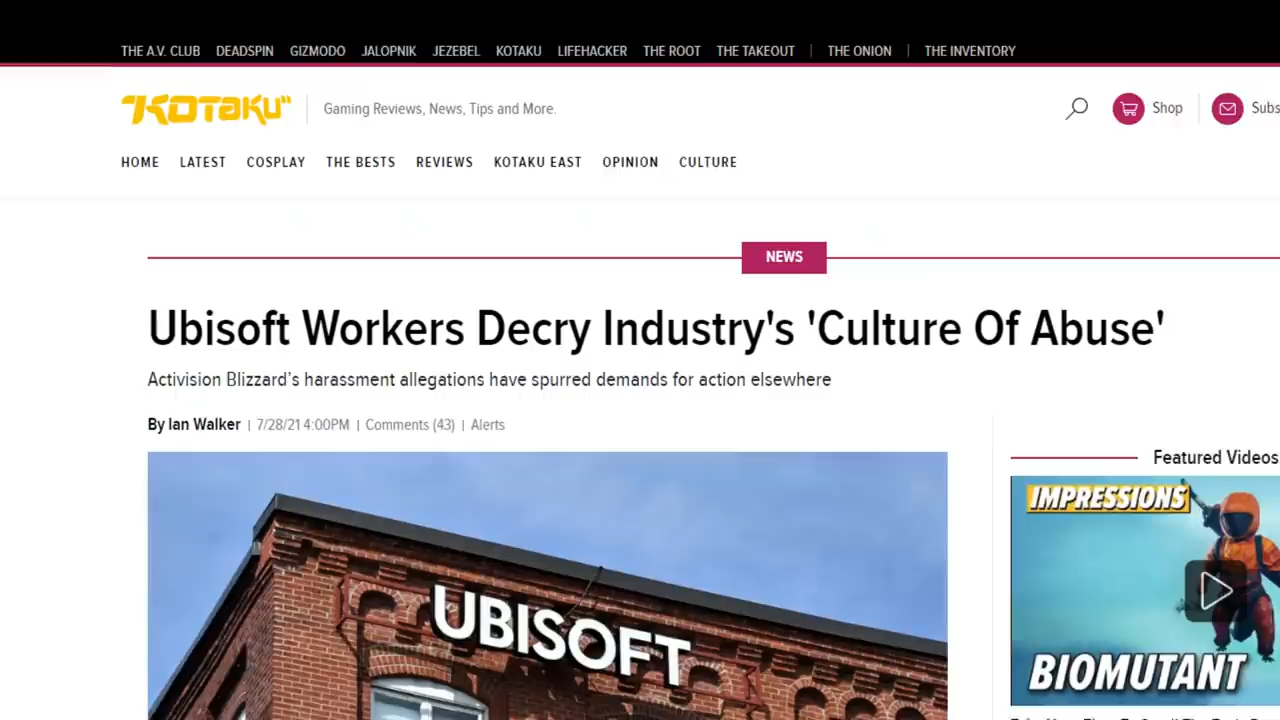 THE A.V. CLUB DEADSPIN GIZMODO JALOPNIK JEZEBEL KOTAKU LIFEHACKER THE ROOT THE TAKEOUT | THE ONION | THE INVENTORY
KOTAKU Gaming Reviews, News, Tips and More. Shop Subs
HOME LATEST COSPLAY THE BESTS REVIEWS KOTAKU EAST OPINION CULTURE
NEWS
Ubisoft Workers Decry Industry's 'Culture Of Abuse'
Activision Blizzard's harassment allegations have spurred demands for action elsewhere
By Ian Walker | 7/28/21 4:00PM | Comments (43) | Alerts
Featured Videos
IMPRESSIONS
UBISOFT
BIOMUTANT